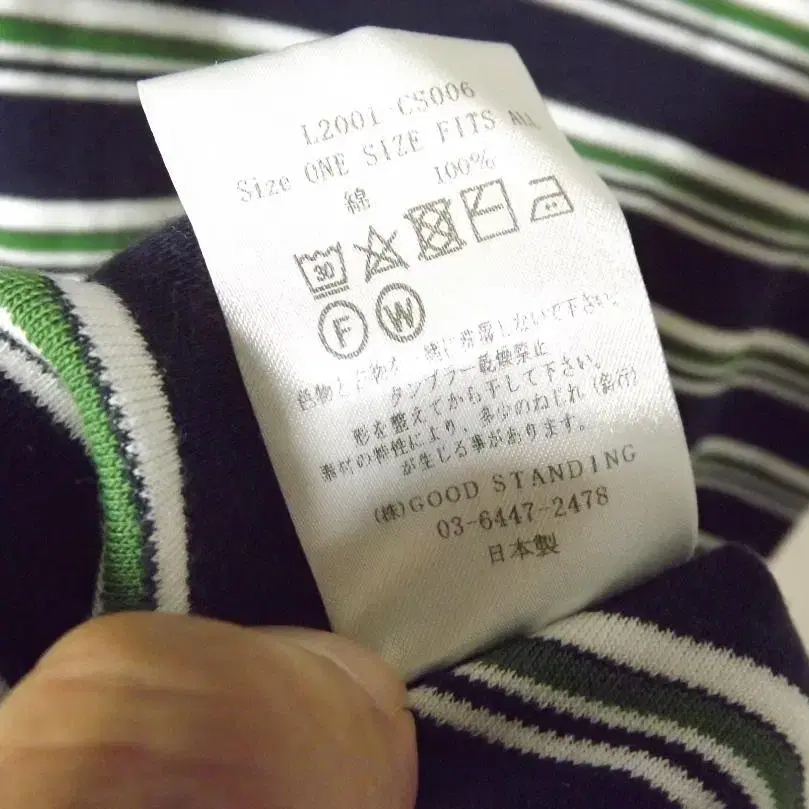 L2001-CS006
Size ONE SIZE FITS ALL
綿 100%
30
F W
色物と淡物を一緒に洗濯しないで下さい。
タンブラー乾燥禁止
形を整えてから干して下さい。
素材の特性により、多少のねじれ（斜行）
が生じる事があります。
(株)GOOD STANDING
03-6447-2478
日本製